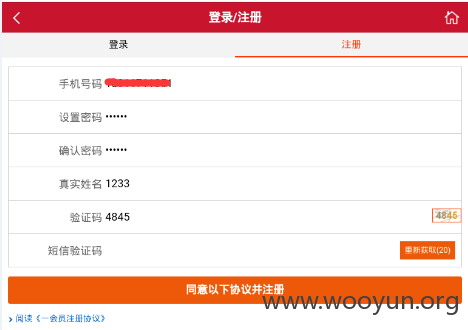 登录/注册
登录
注册
手机号码
设置密码 ••••••
确认密码 ••••••
真实姓名 1233
验证码 4845 4845
短信验证码 重新获取(20)
同意以下协议并注册
www.wooyun.org
› 阅读《一会员注册协议》